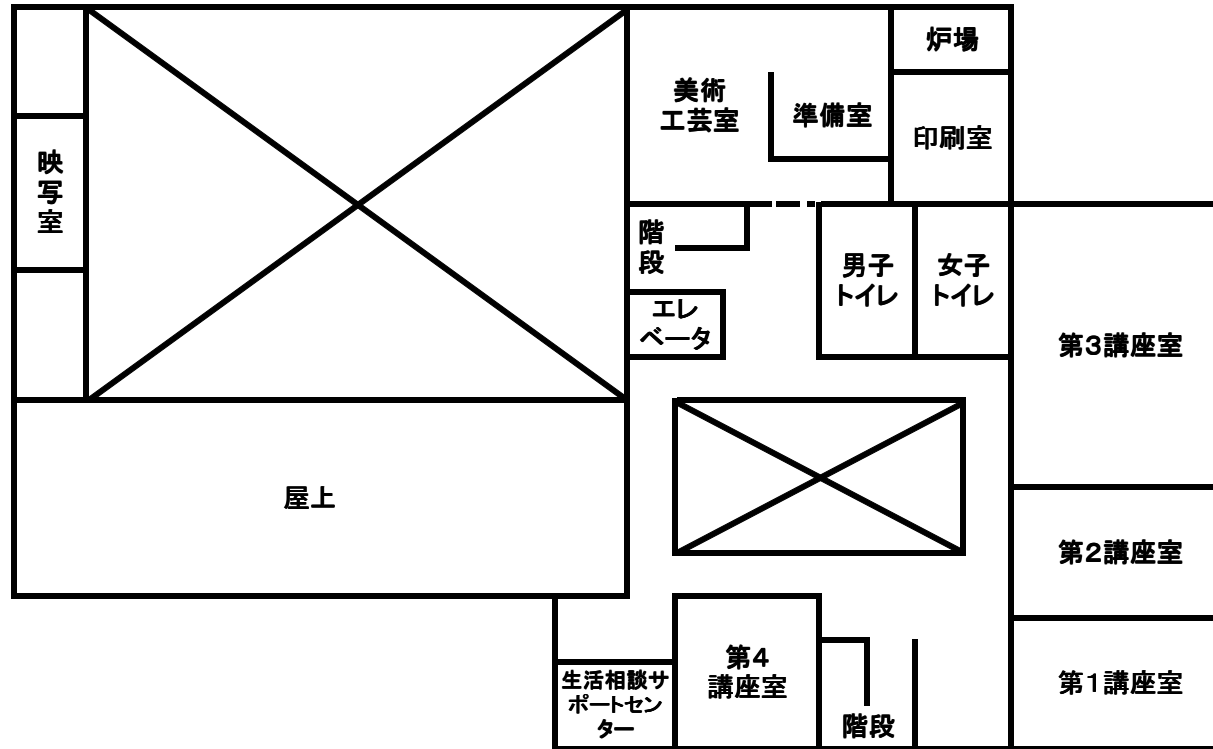 炉場
美術
工芸室
準備室
印刷室
映
写
室
階
段
男子
トイレ
女子
トイレ
エレ
ベータ
第3講座室
屋上
第2講座室
第4
講座室
生活相談サ
ポートセン
ター
第1講座室
階段